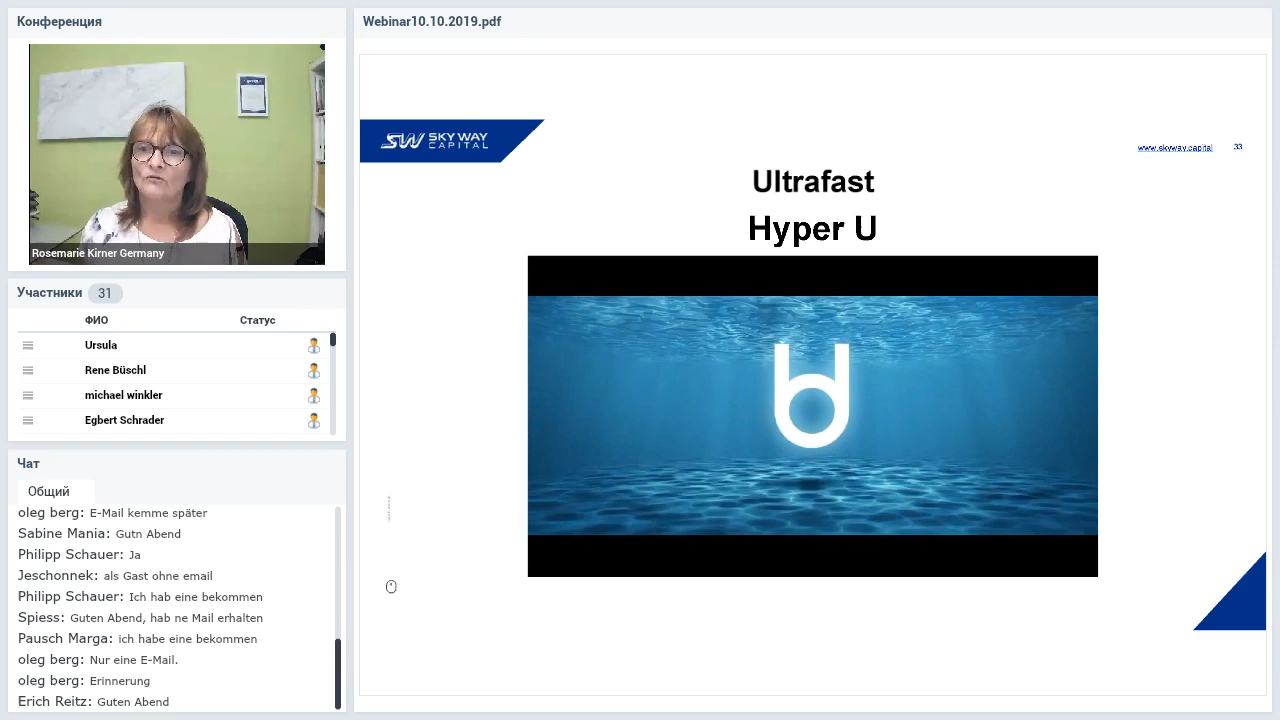 Конференция
Rosemarie Kirner Germany
Участники 31
ФИО Статус
Ursula
Rene Büschl
michael winkler
Egbert Schrader
Чат
Общий
oleg berg: E-Mail kemme später
Sabine Mania: Gutn Abend
Philipp Schauer: Ja
Jeschonnek: als Gast ohne email
Philipp Schauer: Ich hab eine bekommen
Spiess: Guten Abend, hab ne Mail erhalten
Pausch Marga: ich habe eine bekommen
oleg berg: Nur eine E-Mail.
oleg berg: Erinnerung
Erich Reitz: Guten Abend
Webinar10.10.2019.pdf
SW SKY WAY
CAPITAL
www.skyway.capital 33
Ultrafast
Hyper U